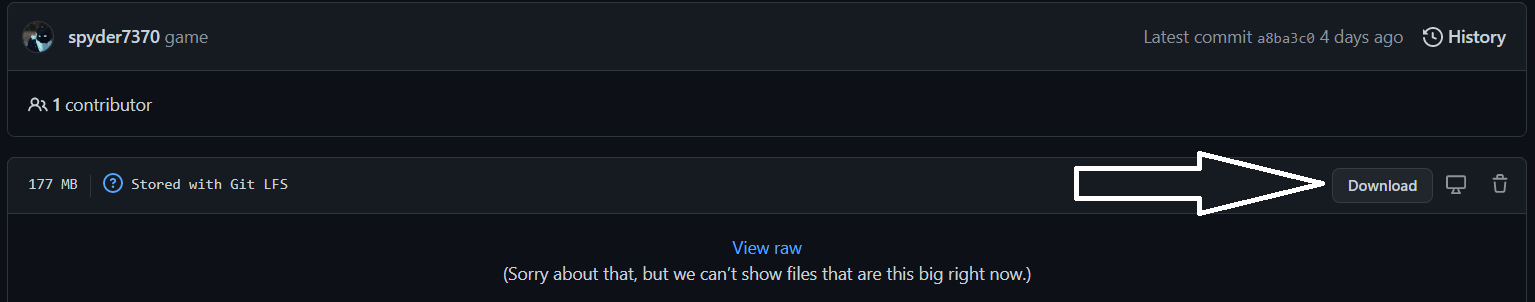 spyder7370 game
Latest commit a8ba3c0 4 days ago History
1 contributor
177 MB Stored with Git LFS
Download
View raw
(Sorry about that, but we can’t show files that are this big right now.)